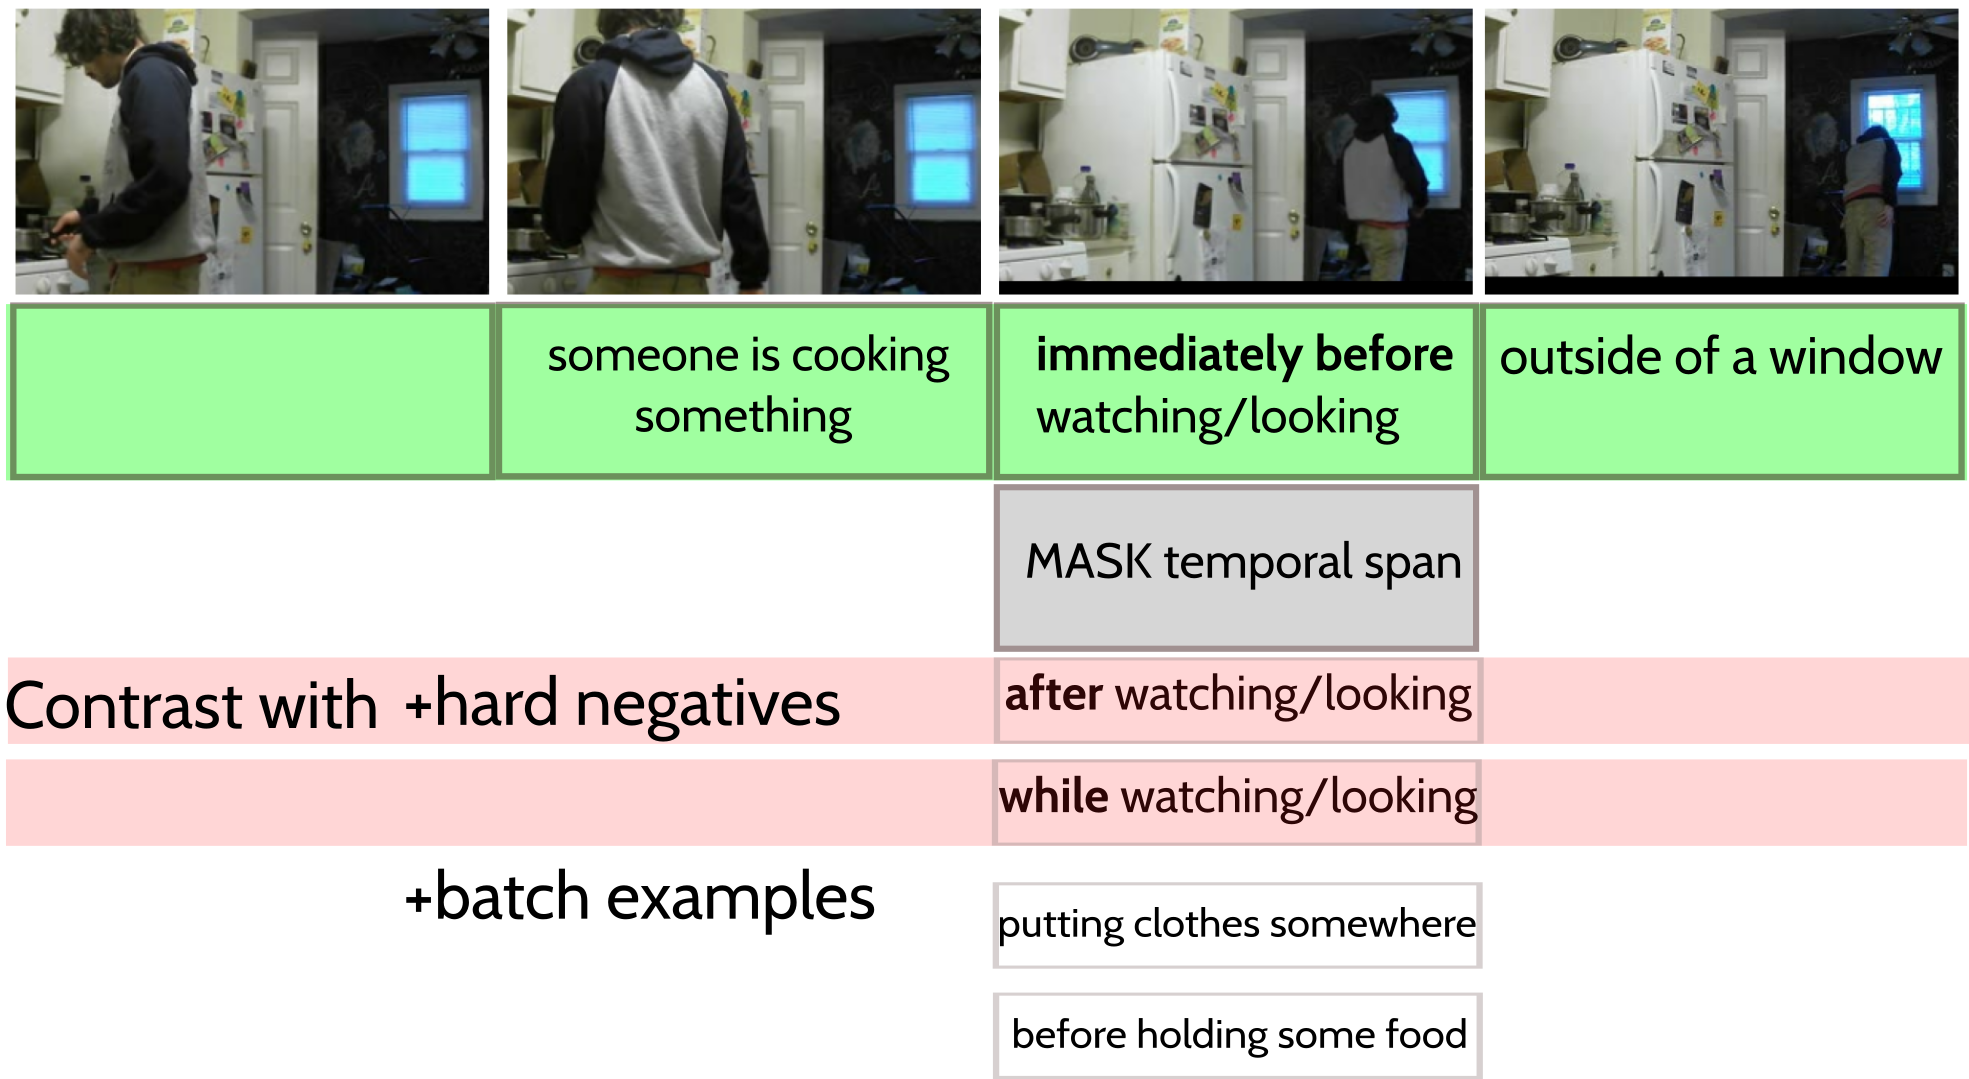 someone is cooking
something
immediately before
watching/looking
outside of a window
MASK temporal span
Contrast with +hard negatives
after watching/looking
while watching/looking
+batch examples
putting clothes somewhere
before holding some food